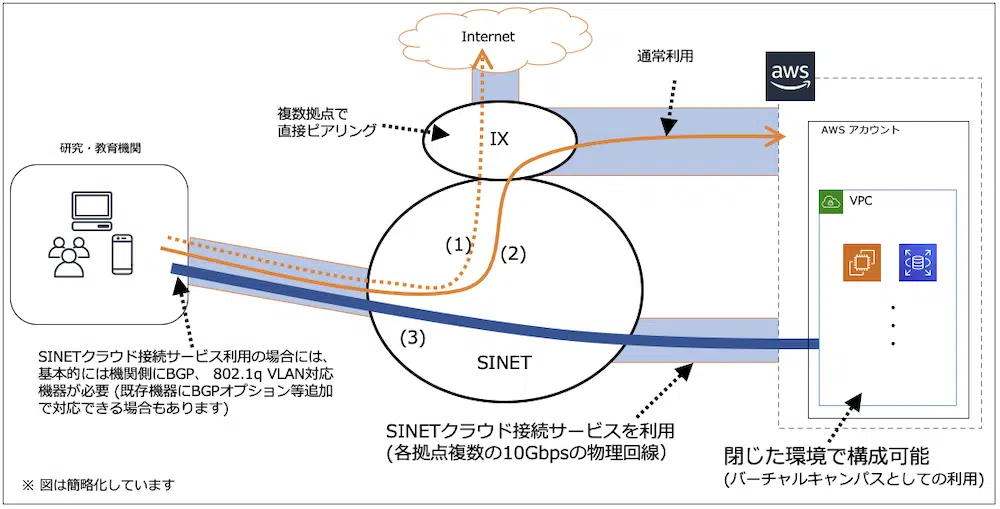 Internet
通常利用
aws
複数拠点で
直接ピアリング
IX
AWS アカウント
研究・教育機関
VPC
(1)
(2)
(3)
SINET
SINETクラウド接続サービス利用の場合には、
基本的には機関側にBGP、 802.1q VLAN対応
機器が必要 (既存機器にBGPオプション等追加
で対応できる場合もあります)
SINETクラウド接続サービスを利用
(各拠点複数の10Gbpsの物理回線)
閉じた環境で構成可能
(バーチャルキャンパスとしての利用)
※ 図は簡略化しています